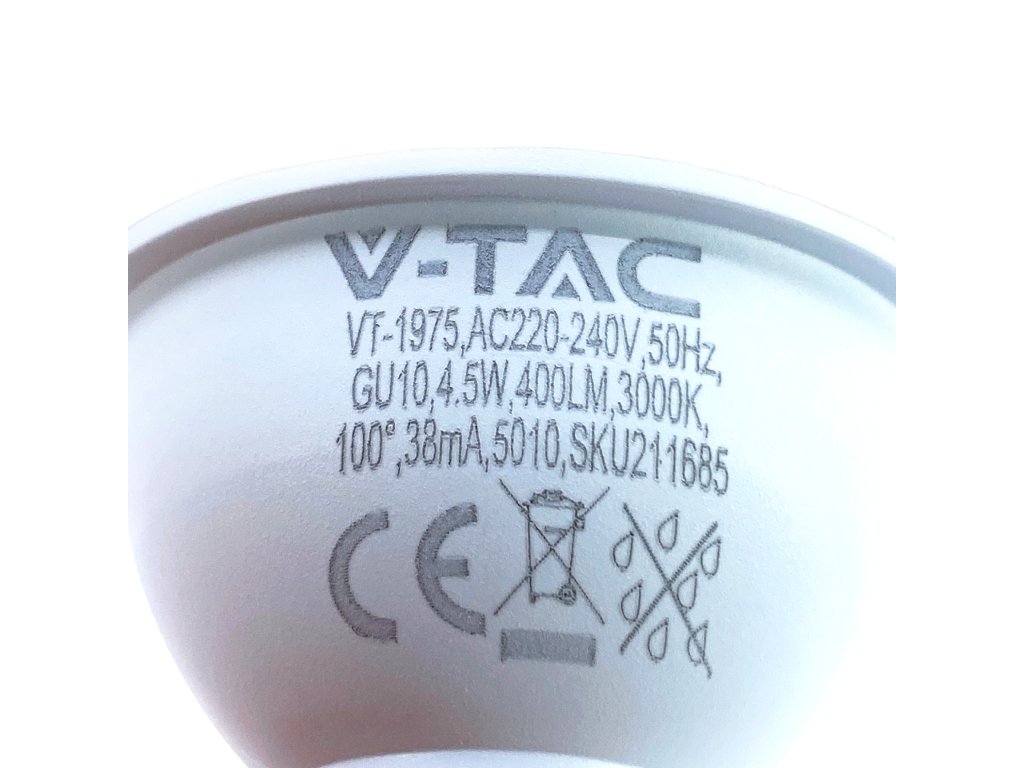 V-TAC
VT-1975,AC220-240V,50Hz,
GU10,4.5W,400LM,3000K,
100°,38mA,5010,SKU211685
CE